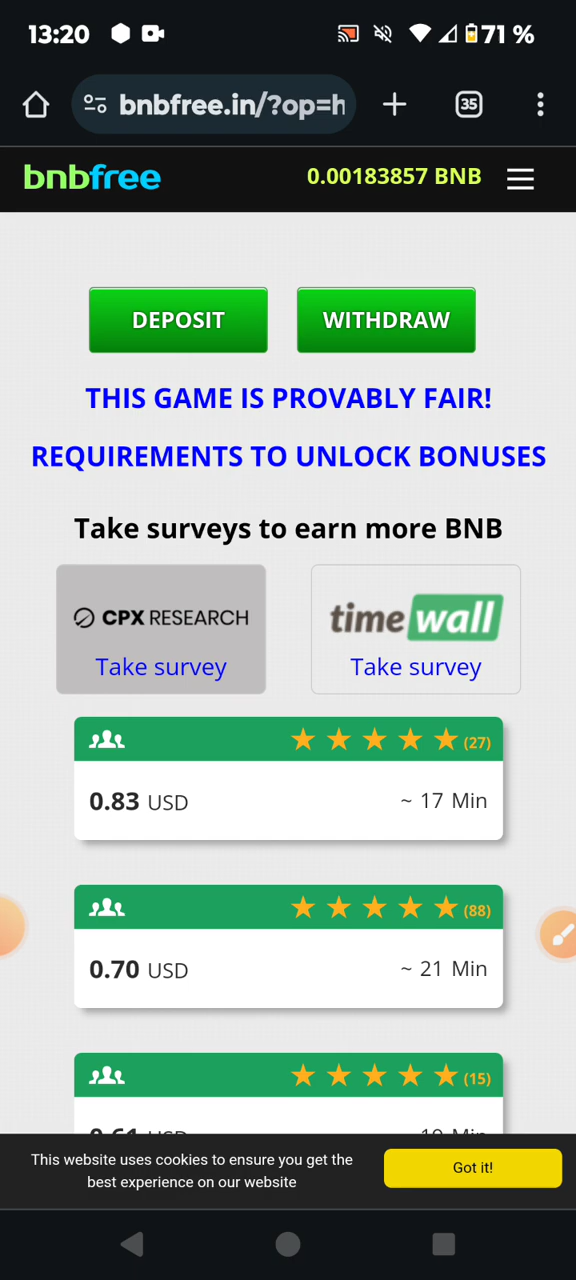 13:20
71 %
bnbfree.in/?op=h
35
bnbfree
0.00183857 BNB
DEPOSIT
WITHDRAW
THIS GAME IS PROVABLY FAIR!
REQUIREMENTS TO UNLOCK BONUSES
Take surveys to earn more BNB
CPX RESEARCH
Take survey
timewall
Take survey
(27)
0.83 USD
~ 17 Min
(88)
0.70 USD
~ 21 Min
(15)
0.61 USD
This website uses cookies to ensure you get the
best experience on our website
Got it!